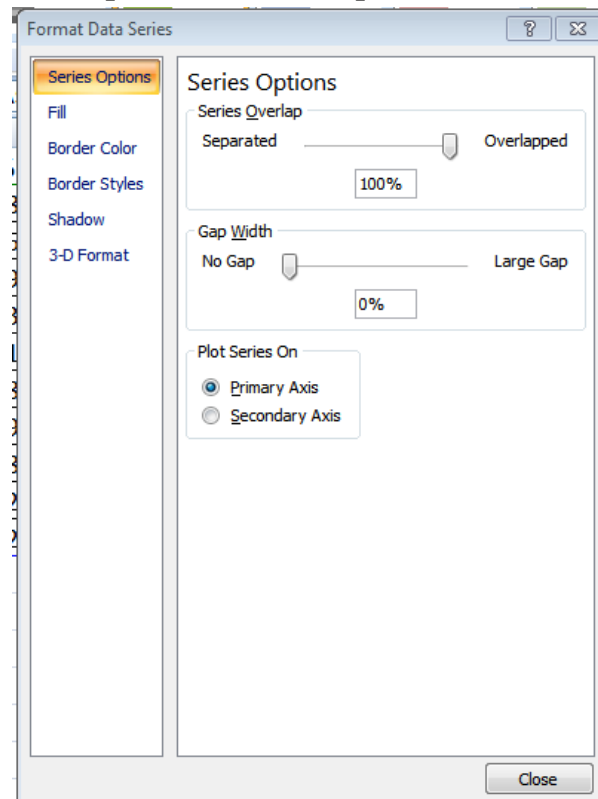 Format Data Series
Series Options
Fill
Border Color
Border Styles
Shadow
3-D Format
Series Options
Series Overlap
Separated Overlapped
100%
Gap Width
No Gap Large Gap
0%
Plot Series On
Primary Axis
Secondary Axis
Close